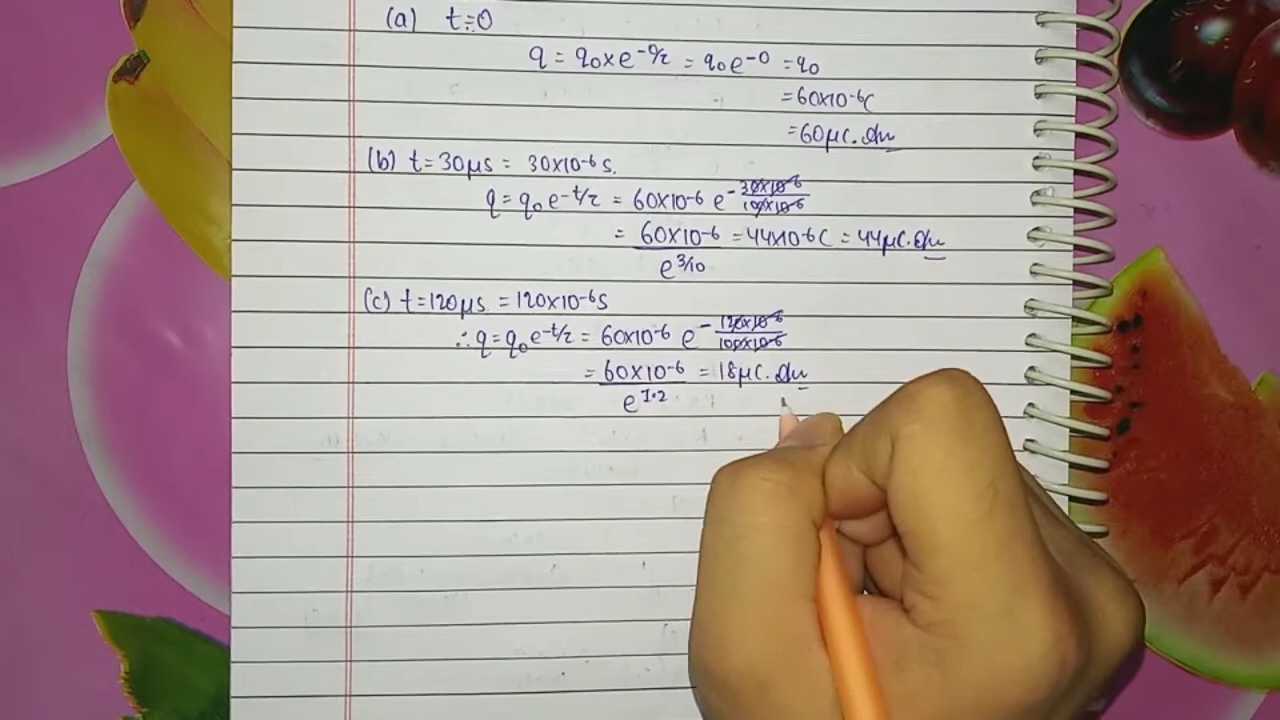 (a) t=0
q = q₀×e⁻⁰/τ = q₀e⁻⁰ = q₀
=60×10⁻⁶C
=60μC. Ans
(b) t=30μs = 30×10⁻⁶s.
q = q₀e⁻ᵗ/τ = 60×10⁻⁶ e^-30×10⁻⁶/100×10⁻⁶
= 60×10⁻⁶/e^3/10 = 44×10⁻⁶C = 44μC. Ans
(c) t=120μs = 120×10⁻⁶s
∴ q = q₀e⁻ᵗ/τ = 60×10⁻⁶ e^-120×10⁻⁶/100×10⁻⁶
= 60×10⁻⁶/e^1.2 = 18μC. Ans